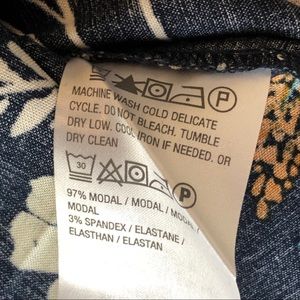 P
MACHINE WASH COLD DELICATE
CYCLE. DO NOT BLEACH. TUMBLE
DRY LOW. COOL IRON IF NEEDED. OR
DRY CLEAN
30 P
97% MODAL / MODAL / MODAL /
MODAL
3% SPANDEX / ELASTANE /
ELASTHAN / ELASTAN